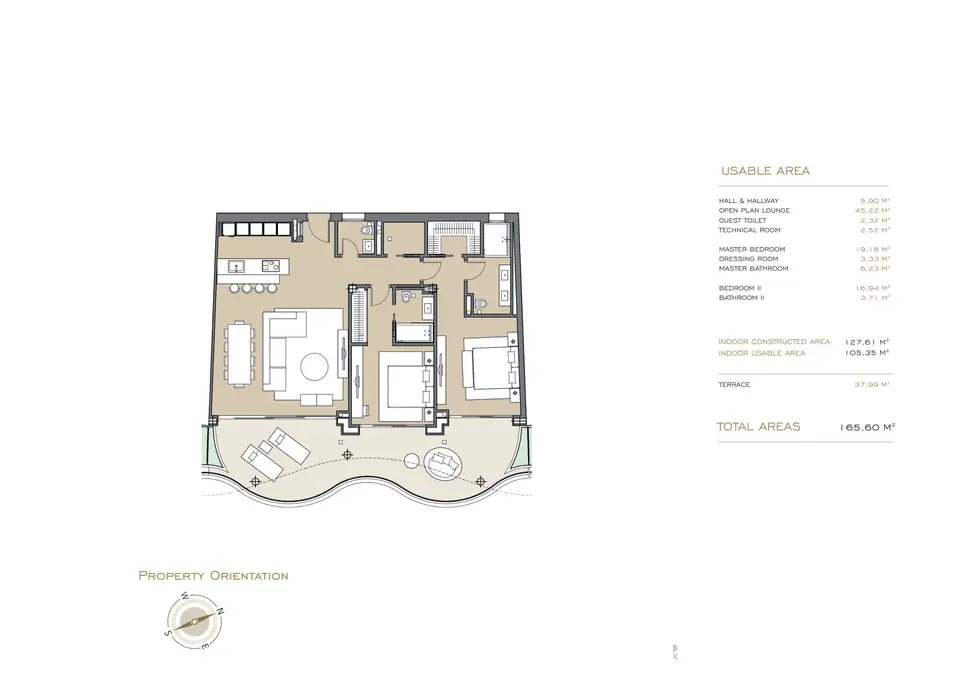 USABLE AREA
HALL & HALLWAY 5,90 M²
OPEN PLAN LOUNGE 45,22 M²
GUEST TOILET 2,32 M²
TECHNICAL ROOM 2,52 M²
MASTER BEDROOM 19,18 M²
DRESSING ROOM 3,33 M²
MASTER BATHROOM 6,23 M²
BEDROOM II 16,94 M²
BATHROOM II 3,71 M²
INDOOR CONSTRUCTED AREA 127,61 M²
INDOOR USABLE AREA 105,35 M²
TERRACE 37,99 M²
TOTAL AREAS 165,60 M²
PROPERTY ORIENTATION
W
N
S
E